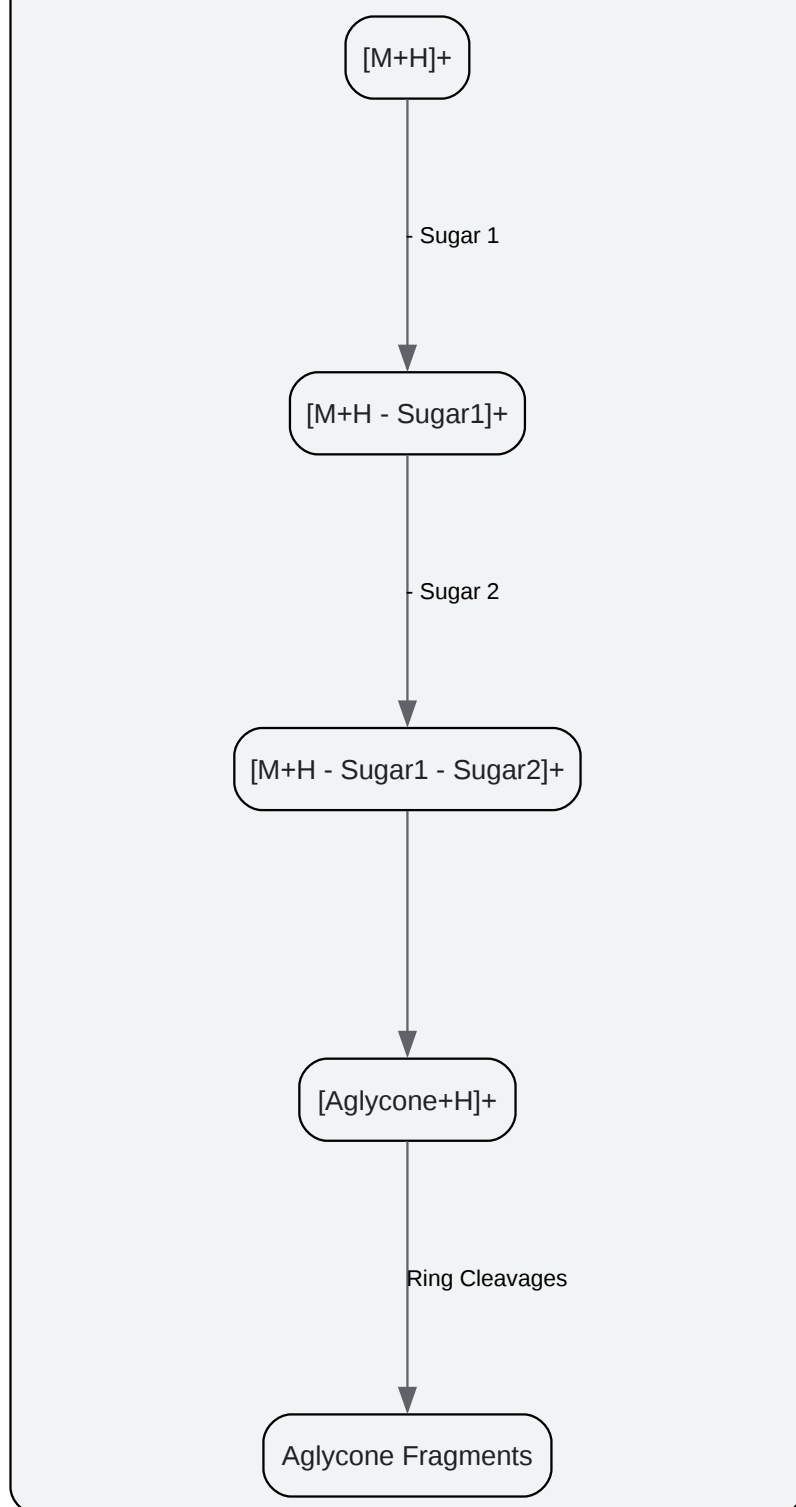 [M+H]+
- Sugar 1
[M+H - Sugar1]+
- Sugar 2
[M+H - Sugar1 - Sugar2]+
[Aglycone+H]+
Ring Cleavages
Aglycone Fragments